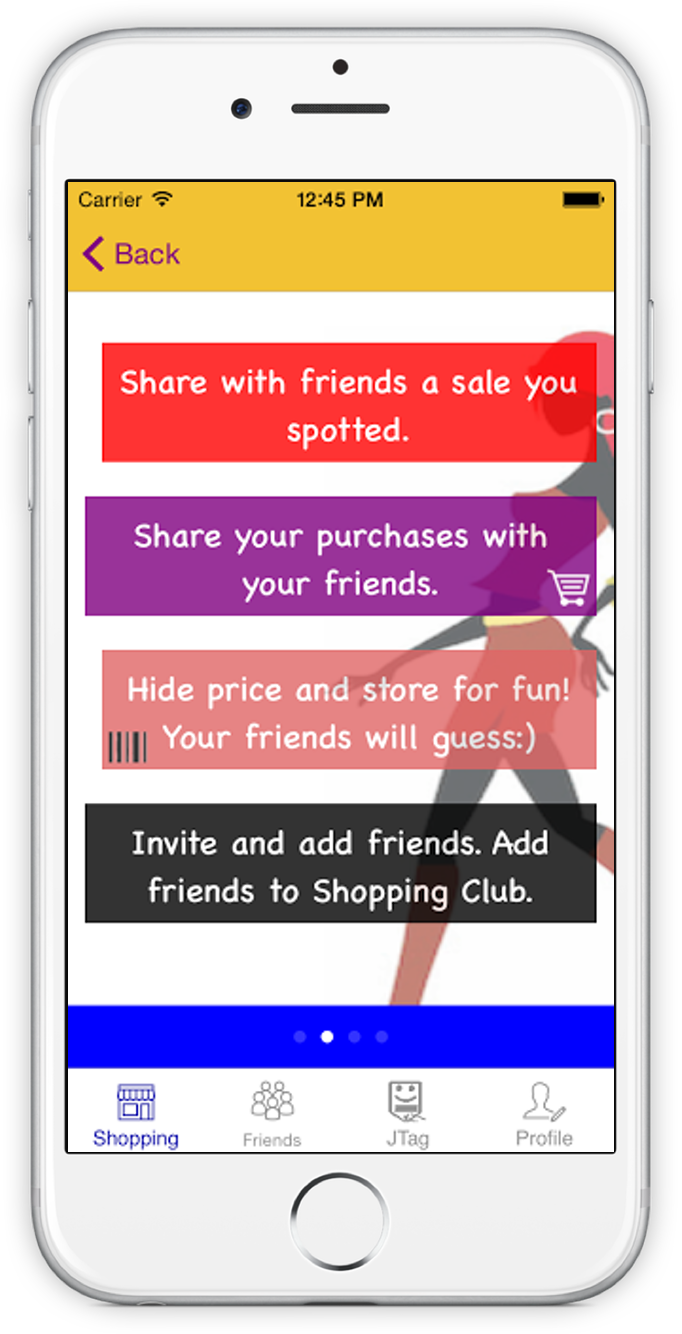 Carrier 12:45 PM
Back
Share with friends a sale you
spotted.
Share your purchases with
your friends.
Hide price and store for fun!
Your friends will guess:)
Invite and add friends. Add
friends to Shopping Club.
Shopping Friends JTag Profile